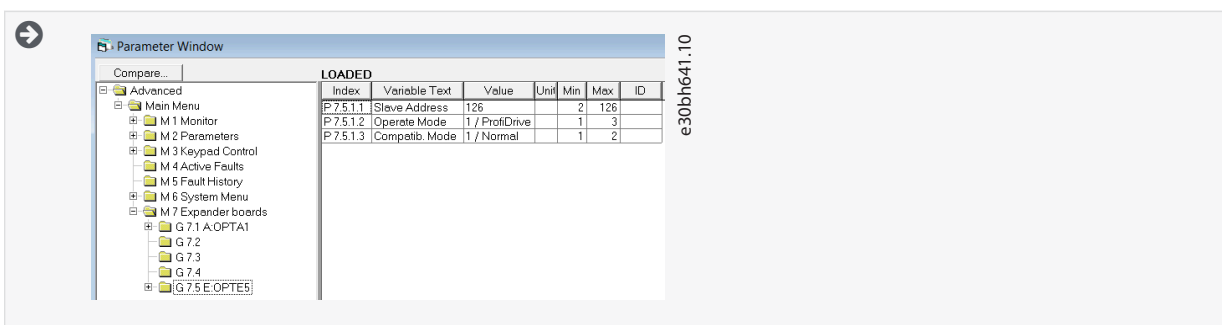 Parameter Window
Compare...
LOADED
Advanced
Main Menu
M 1 Monitor
M 2 Parameters
M 3 Keypad Control
M 4 Active Faults
M 5 Fault History
M 6 System Menu
M 7 Expander boards
G 7.1 A:OPTA1
G 7.2
G 7.3
G 7.4
G 7.5 E:OPTE5
Index Variable Text Value Unit Min Max ID
P 7.5.1.1 Slave Address 126 2 126
P 7.5.1.2 Operate Mode 1 / ProfiDrive 1 3
P 7.5.1.3 Compatib. Mode 1 / Normal 1 2
e30bh641.10